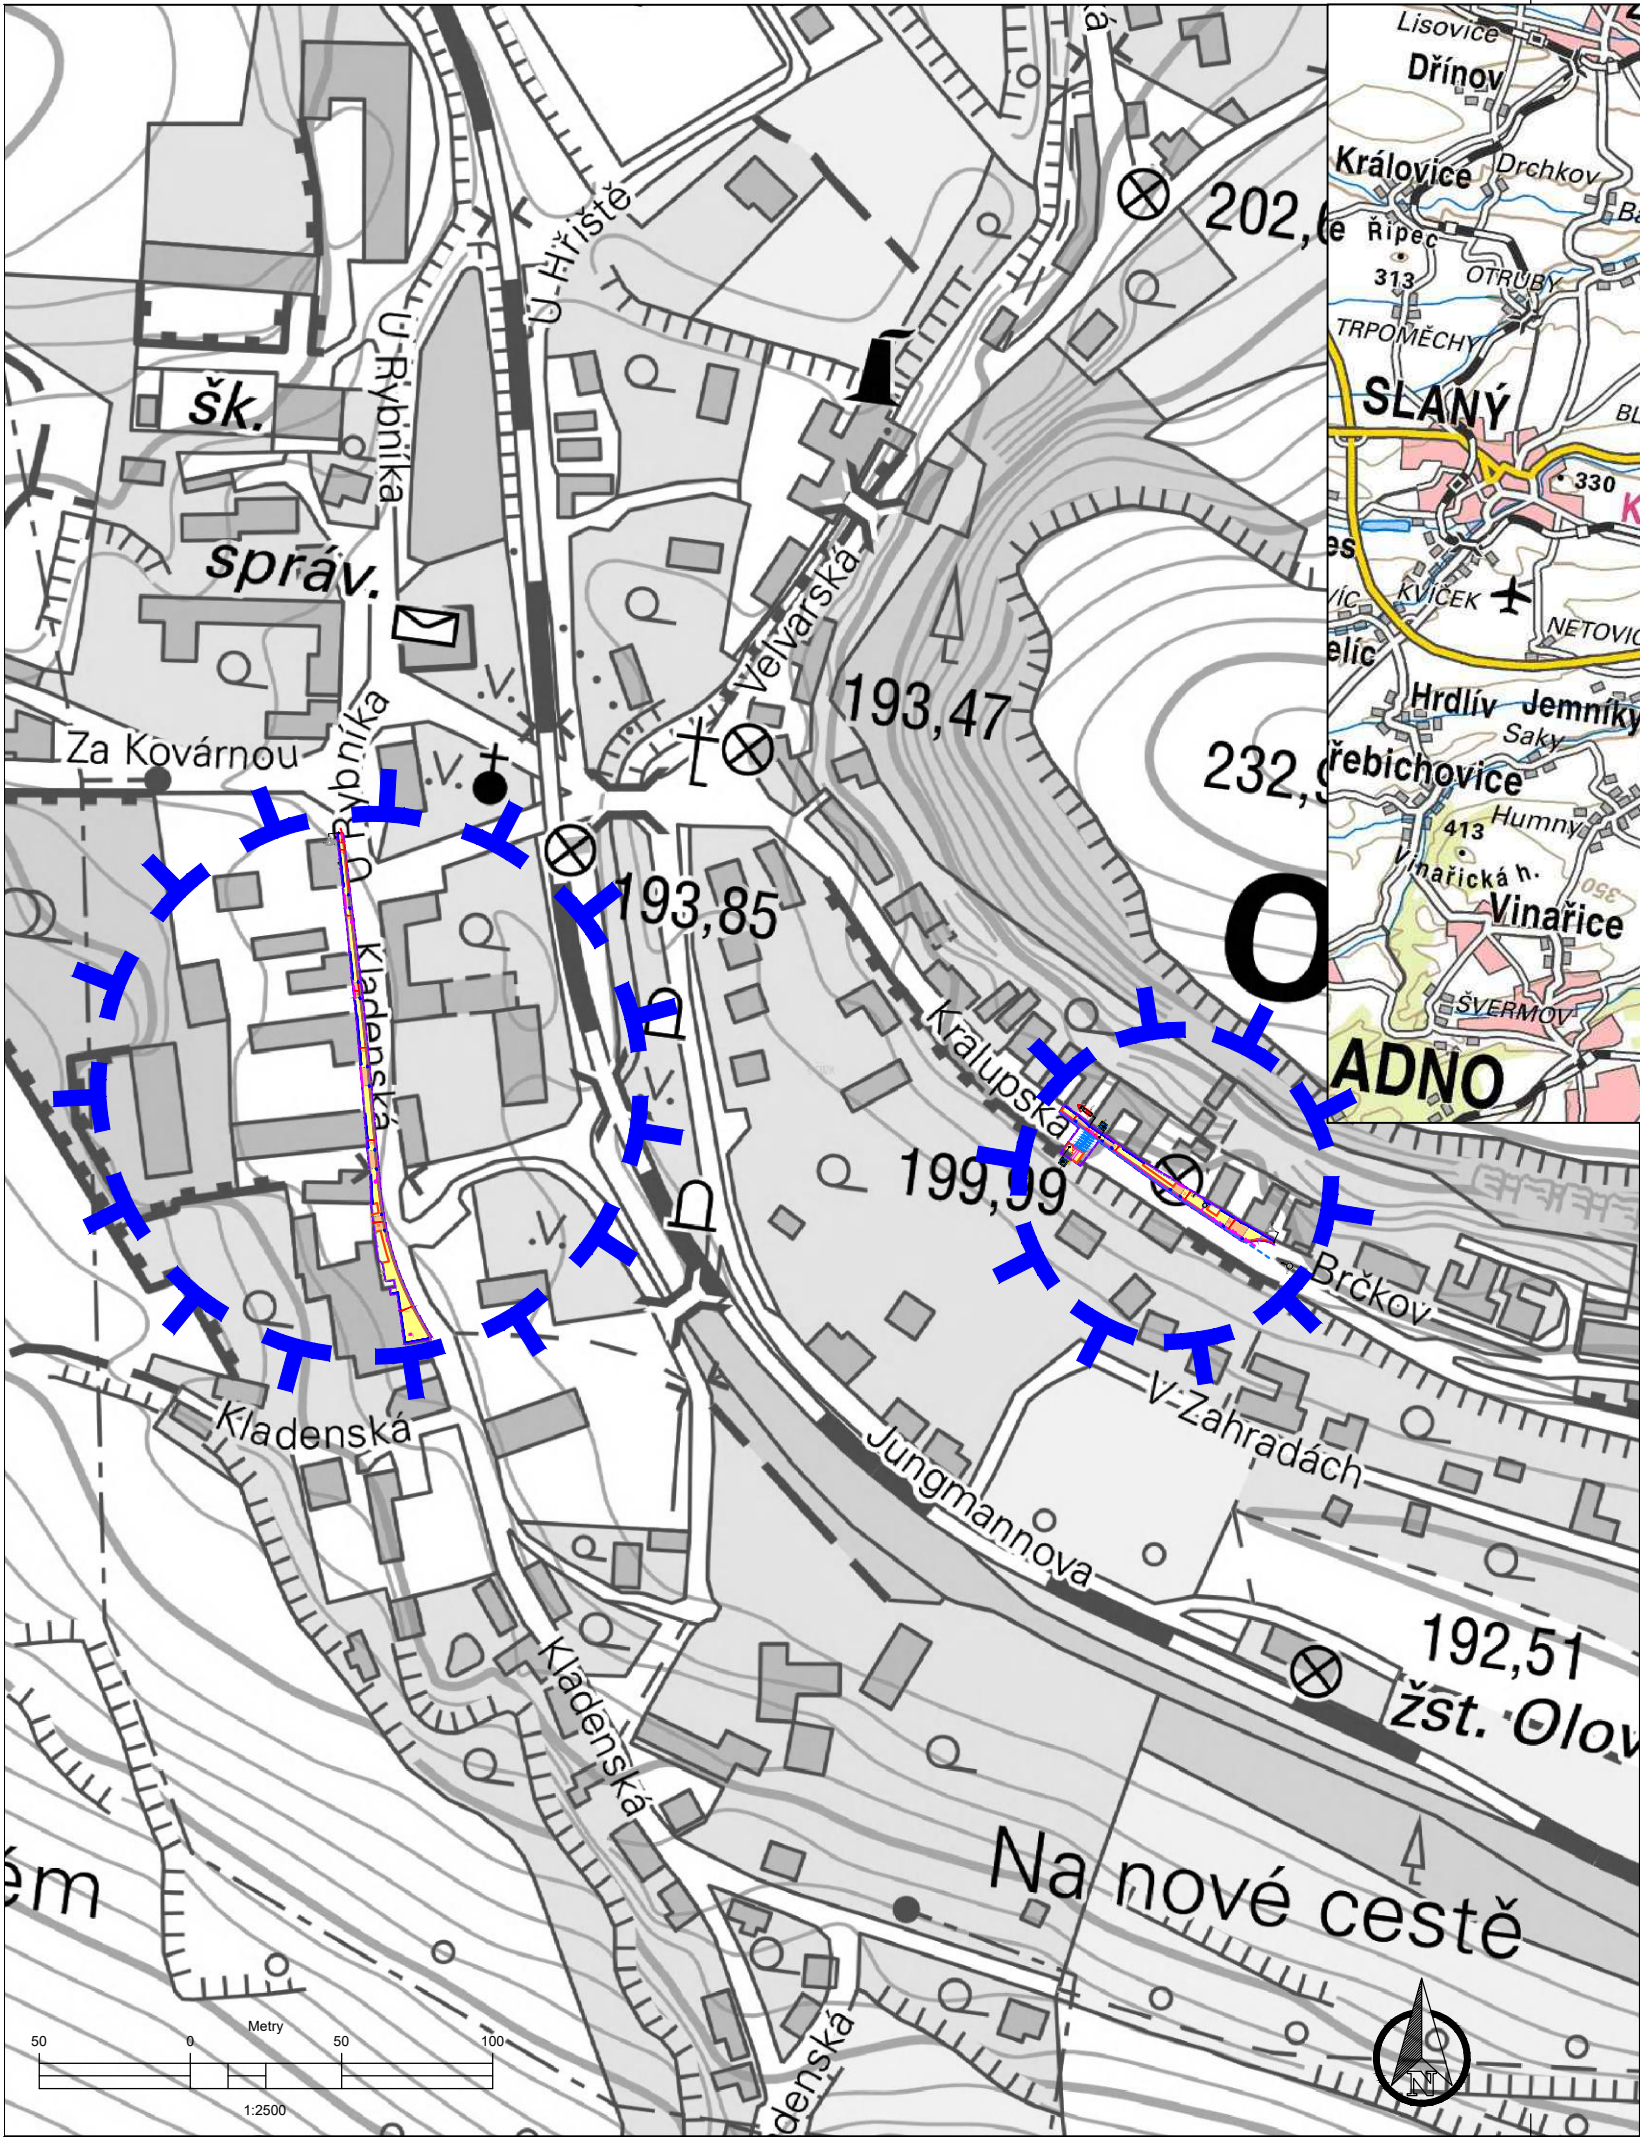 Lisovice
Dřínov
Královice
Drchkov
Řipec
313
OTRUBY
TRPOMĚCHY
SLANÝ
330
KVÍČEK
NETOVIC
Hrdlív
Jemníky
Saky
řebichovice
413
Humny
Vinařická h.
350
Vinařice
ŠVERMOV
ADNO
202,6
U Hřiště
U Rybníka
šk.
správ.
Velvarská
193,47
232,9
Za Kovárnou
U Rybníka
193,85
O
Kladenská
Kralupská
199,99
Brčkov
V Zahradách
Kladenská
Jungmannova
192,51
žst. Olov
Kladenská
Na nové cestě
ém
denská
Metry
50 0 50 100
1:2500
N